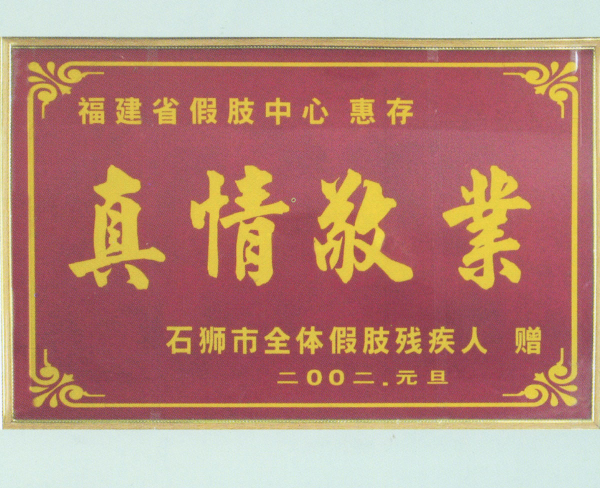 福建省假肢中心 惠存
真情敬業
石狮市全体假肢残疾人 赠
二00二.元旦